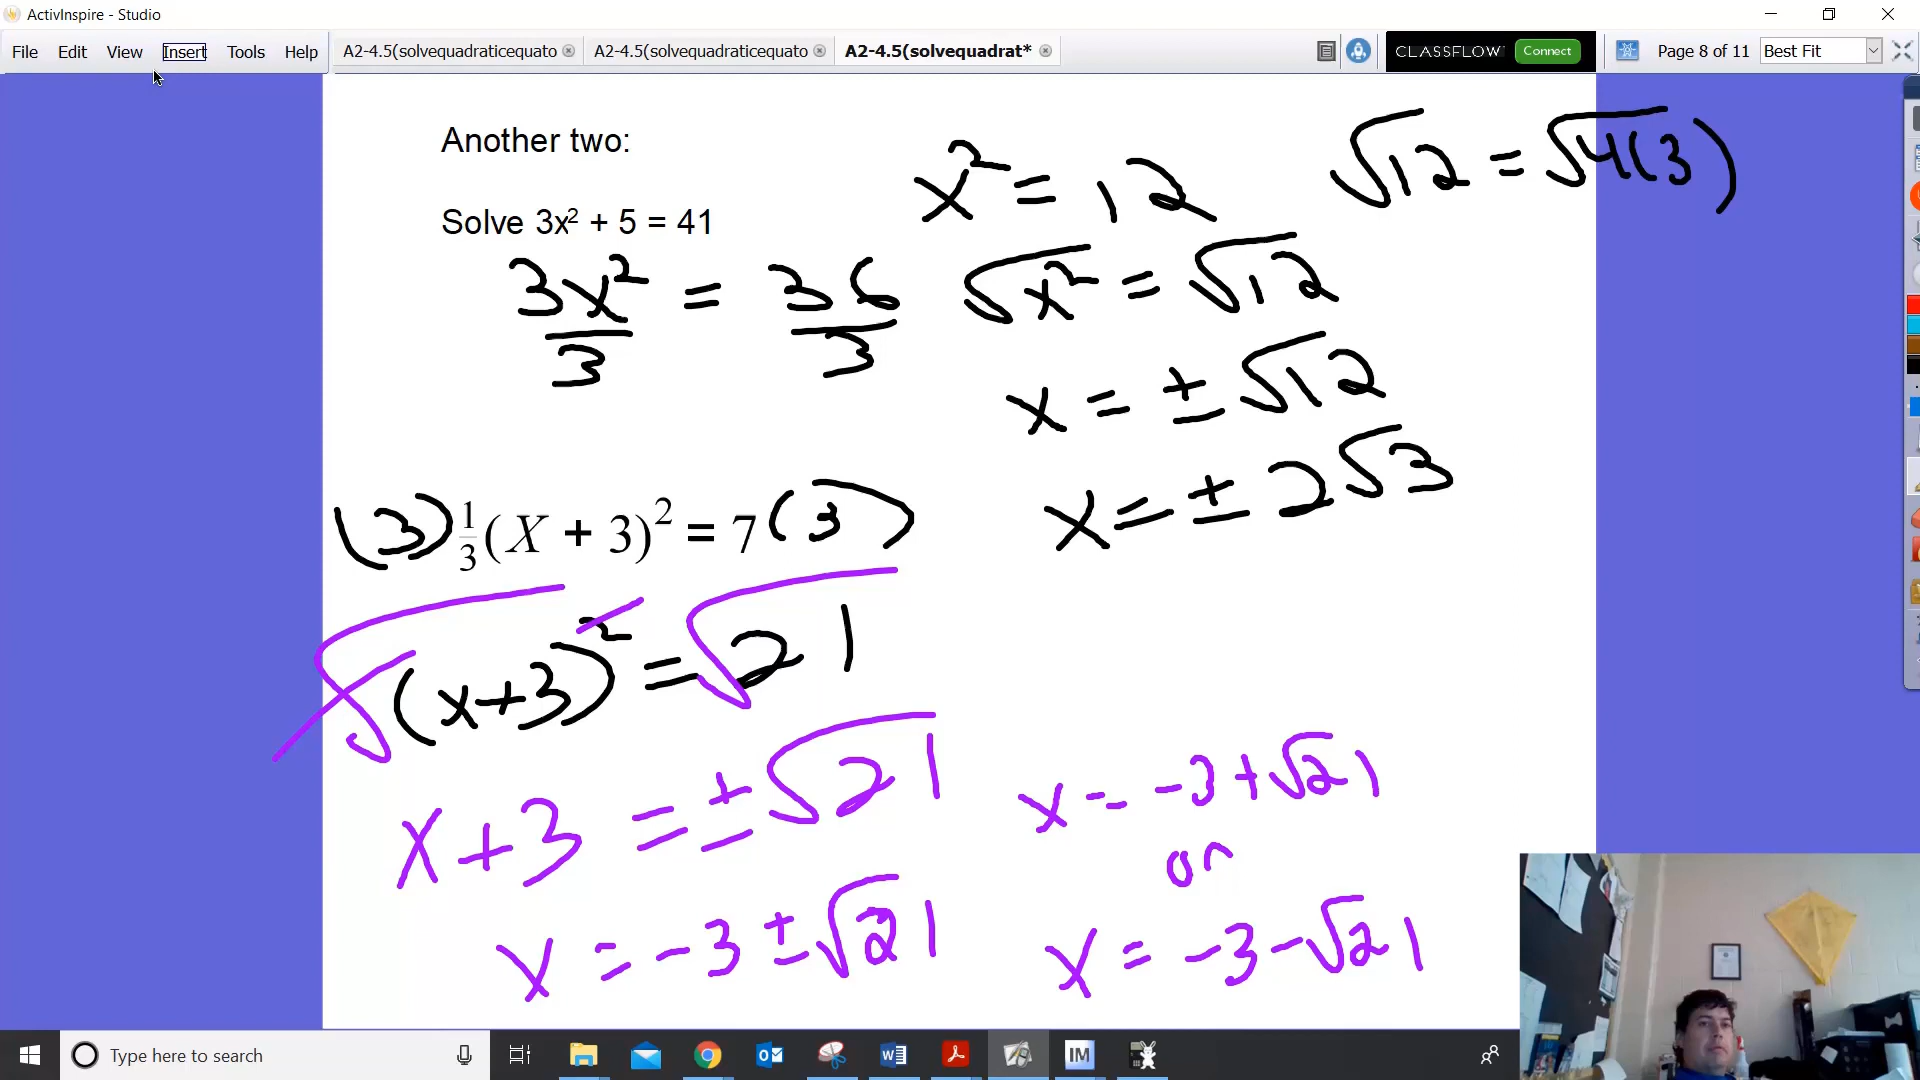 ActivInspire - Studio
File Edit View Insert Tools Help
A2-4.5(solvequadraticequato A2-4.5(solvequadraticequato A2-4.5(solvequadrat*
CLASSFLOW Connect
Page 8 of 11 Best Fit
Another two:
Solve 3x² + 5 = 41
3x² = 36
3 3
x² = 12
√12 = √4(3)
√x² = √12
x = ± √12
x = ± 2√3
(3) 1/3 (X + 3)² = 7 (3)
√(x+3)² = √21
x+3 = ±√21
x = -3 ± √21
x = -3 + √21
or
x = -3 - √21
Type here to search
IM